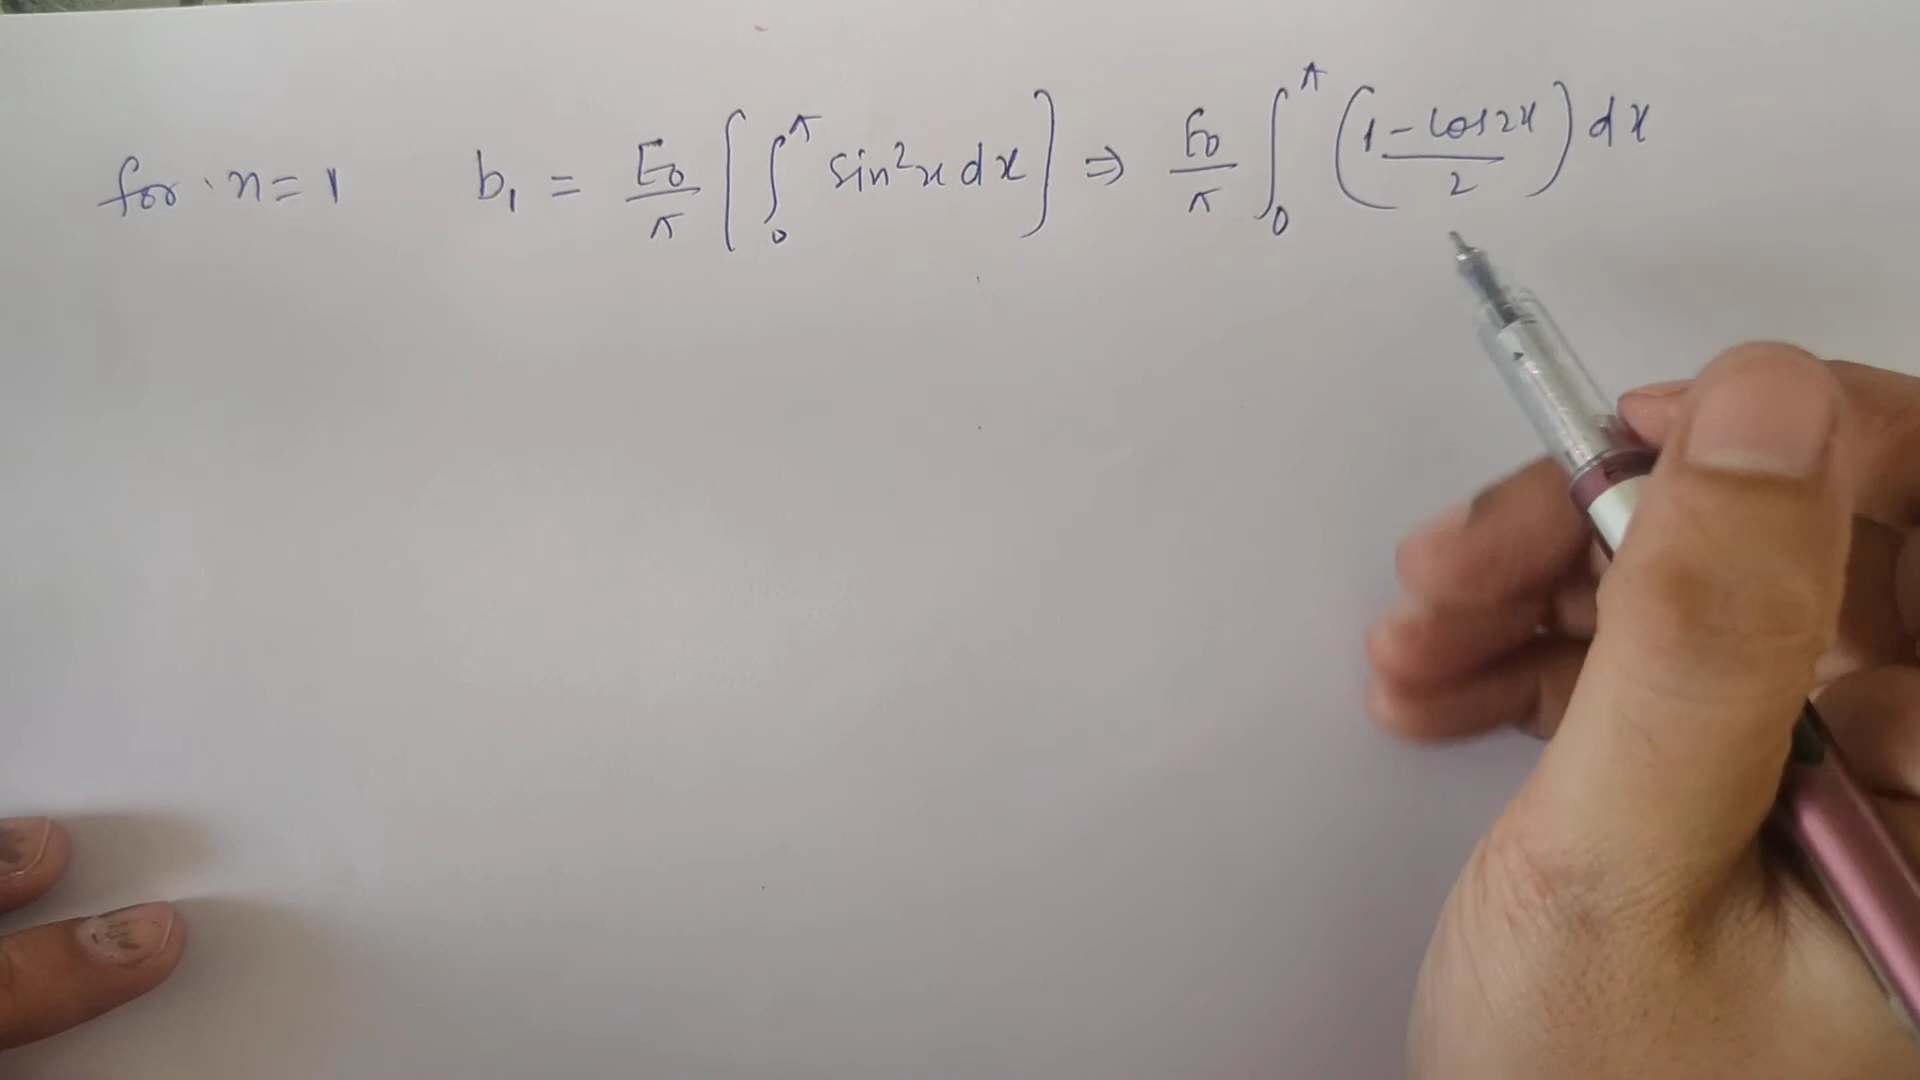 for n=1 b₁ = E₀/π [∫₀^π sin²x dx] ⇒ E₀/π ∫₀^π ((1-cos2x)/2) dx